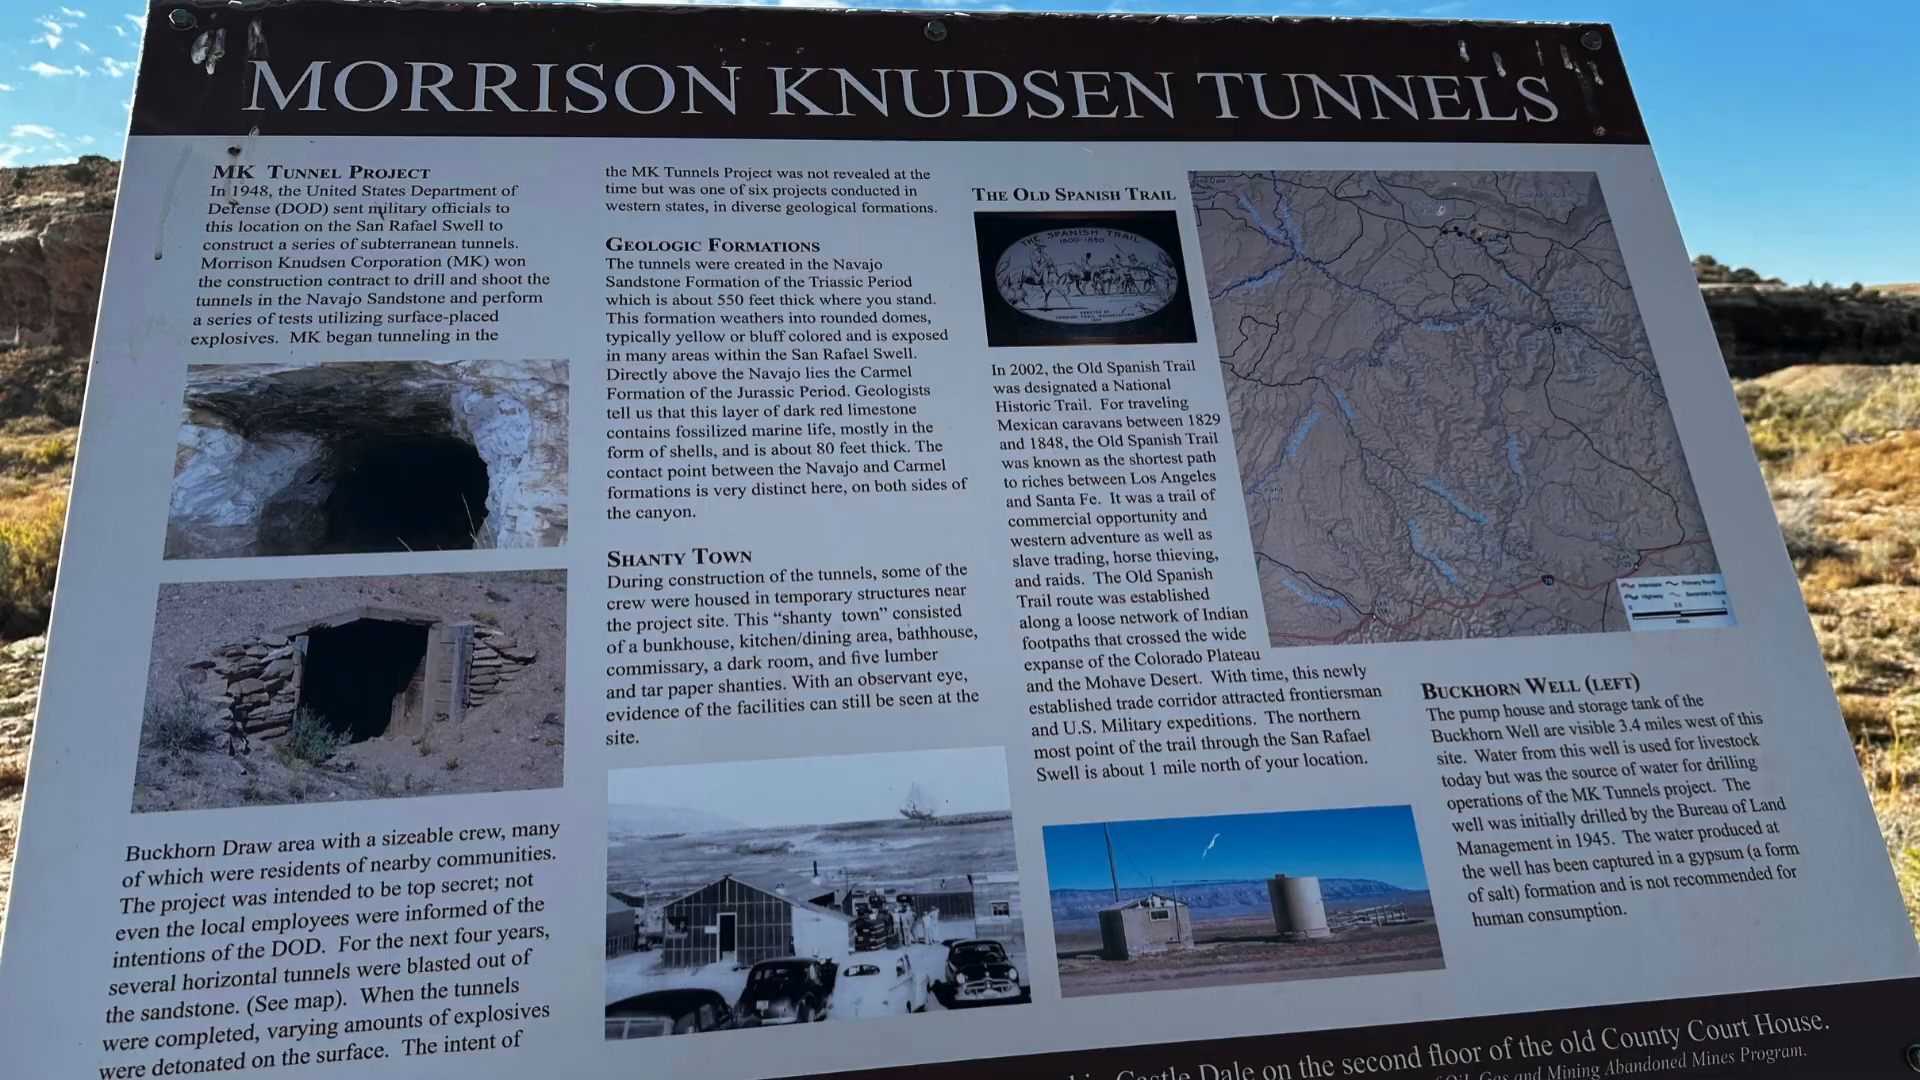 MORRISON KNUDSEN TUNNELS
MK TUNNEL PROJECT
In 1948, the United States Department of
Defense (DOD) sent military officials to
this location on the San Rafael Swell to
construct a series of subterranean tunnels.
Morrison Knudsen Corporation (MK) won
the construction contract to drill and shoot the
tunnels in the Navajo Sandstone and perform
a series of tests utilizing surface-placed
explosives. MK began tunneling in the
Buckhorn Draw area with a sizeable crew, many
of which were residents of nearby communities.
The project was intended to be top secret; not
even the local employees were informed of the
intentions of the DOD. For the next four years,
several horizontal tunnels were blasted out of
the sandstone. (See map). When the tunnels
were completed, varying amounts of explosives
were detonated on the surface. The intent of
the MK Tunnels Project was not revealed at the
time but was one of six projects conducted in
western states, in diverse geological formations.
GEOLOGIC FORMATIONS
The tunnels were created in the Navajo
Sandstone Formation of the Triassic Period
which is about 550 feet thick where you stand.
This formation weathers into rounded domes,
typically yellow or bluff colored and is exposed
in many areas within the San Rafael Swell.
Directly above the Navajo lies the Carmel
Formation of the Jurassic Period. Geologists
tell us that this layer of dark red limestone
contains fossilized marine life, mostly in the
form of shells, and is about 80 feet thick. The
contact point between the Navajo and Carmel
formations is very distinct here, on both sides of
the canyon.
SHANTY TOWN
During construction of the tunnels, some of the
crew were housed in temporary structures near
the project site. This "shanty town" consisted
of a bunkhouse, kitchen/dining area, bathhouse,
commissary, a dark room, and five lumber
and tar paper shanties. With an observant eye,
evidence of the facilities can still be seen at the
site.
THE OLD SPANISH TRAIL
THE SPANISH TRAIL
1800-1850
In 2002, the Old Spanish Trail
was designated a National
Historic Trail. For traveling
Mexican caravans between 1829
and 1848, the Old Spanish Trail
was known as the shortest path
to riches between Los Angeles
and Santa Fe. It was a trail of
commercial opportunity and
western adventure as well as
slave trading, horse thieving,
and raids. The Old Spanish
Trail route was established
along a loose network of Indian
footpaths that crossed the wide
expanse of the Colorado Plateau
and the Mohave Desert. With time, this newly
established trade corridor attracted frontiersman
and U.S. Military expeditions. The northern
most point of the trail through the San Rafael
Swell is about 1 mile north of your location.
Interstate Primary Route
Highway Secondary Route
Miles
BUCKHORN WELL (LEFT)
The pump house and storage tank of the
Buckhorn Well are visible 3.4 miles west of this
site. Water from this well is used for livestock
today but was the source of water for drilling
operations of the MK Tunnels project. The
well was initially drilled by the Bureau of Land
Management in 1945. The water produced at
the well has been captured in a gypsum (a form
of salt) formation and is not recommended for
human consumption.
Castle Dale on the second floor of the old County Court House.
Oil, Gas and Mining Abandoned Mines Program.